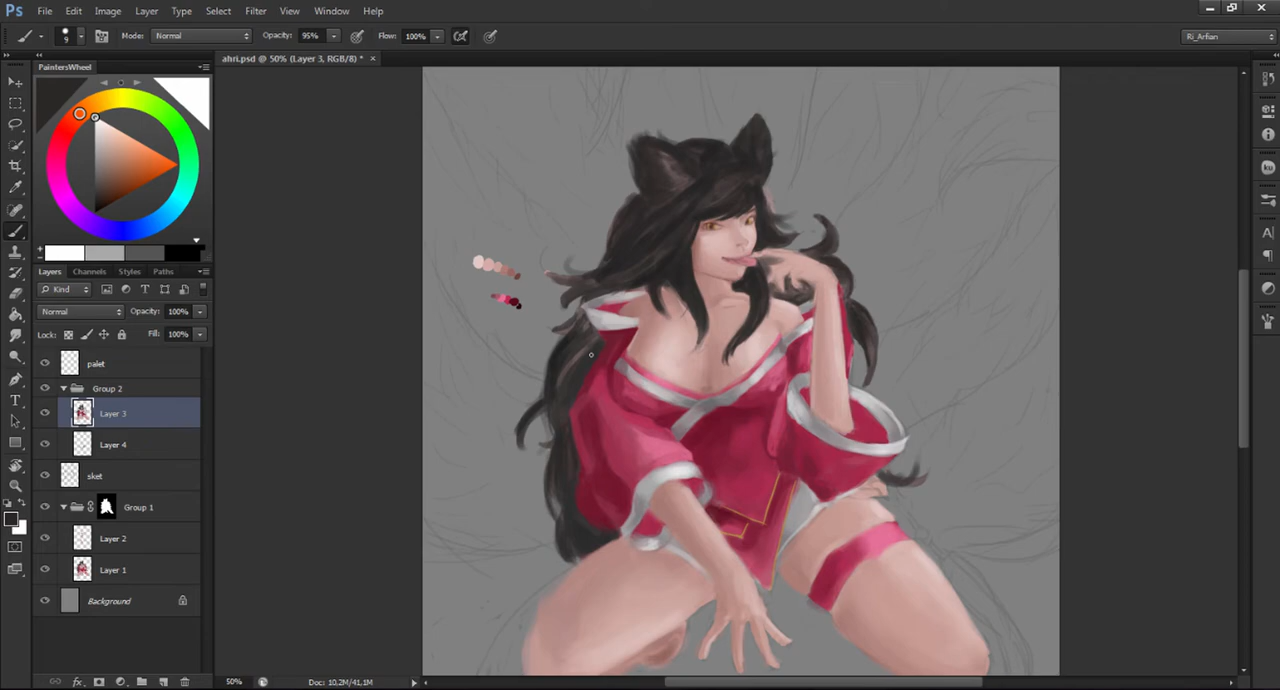 Ps File Edit Image Layer Type Select Filter View Window Help
9 Mode: Normal Opacity: 95% Flow: 100% Ri_Arfian
PaintersWheel
ahri.psd @ 50% (Layer 3, RGB/8) * ×
Layers Channels Styles Paths
Kind
Normal Opacity: 100%
Lock: Fill: 100%
palet
Group 2
Layer 3
Layer 4
sket
Group 1
Layer 2
Layer 1
Background
fx
50% Doc: 10,2M/41,1M